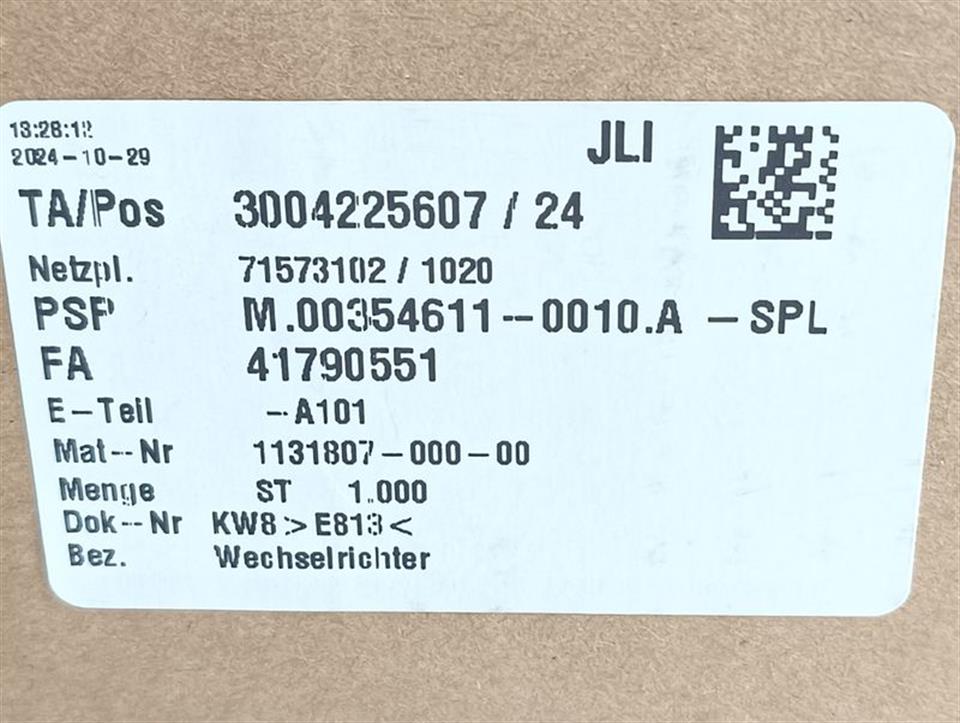 13:28:12
2024-10-29
JLI
TA/Pos 3004225607 / 24
Netzpl. 71573102 / 1020
PSP M.00354611-0010.A -SPL
FA 41790551
E-Teil -A101
Mat-Nr 1131807-000-00
Menge ST 1.000
Dok-Nr KW8>E813<
Bez. Wechselrichter